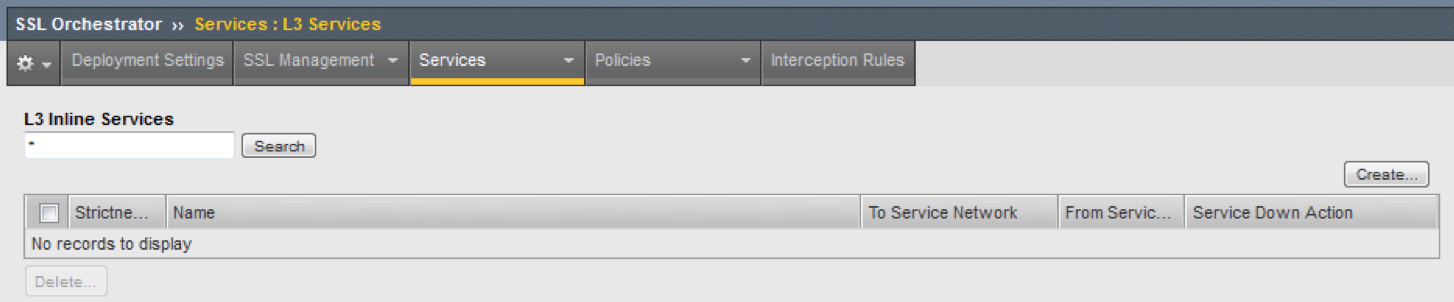 SSL Orchestrator ›› Services : L3 Services
Deployment Settings SSL Management Services Policies Interception Rules
L3 Inline Services
* Search
Create...
Strictne... Name To Service Network From Servic... Service Down Action
No records to display
Delete...